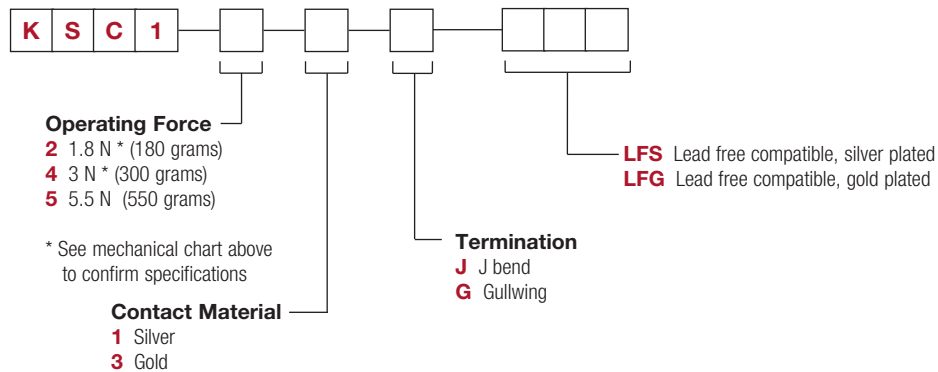 K S C 1
Operating Force
2 1.8 N * (180 grams)
4 3 N * (300 grams)
5 5.5 N (550 grams)
* See mechanical chart above
to confirm specifications
Contact Material
1 Silver
3 Gold
Termination
J J bend
G Gullwing
LFS Lead free compatible, silver plated
LFG Lead free compatible, gold plated